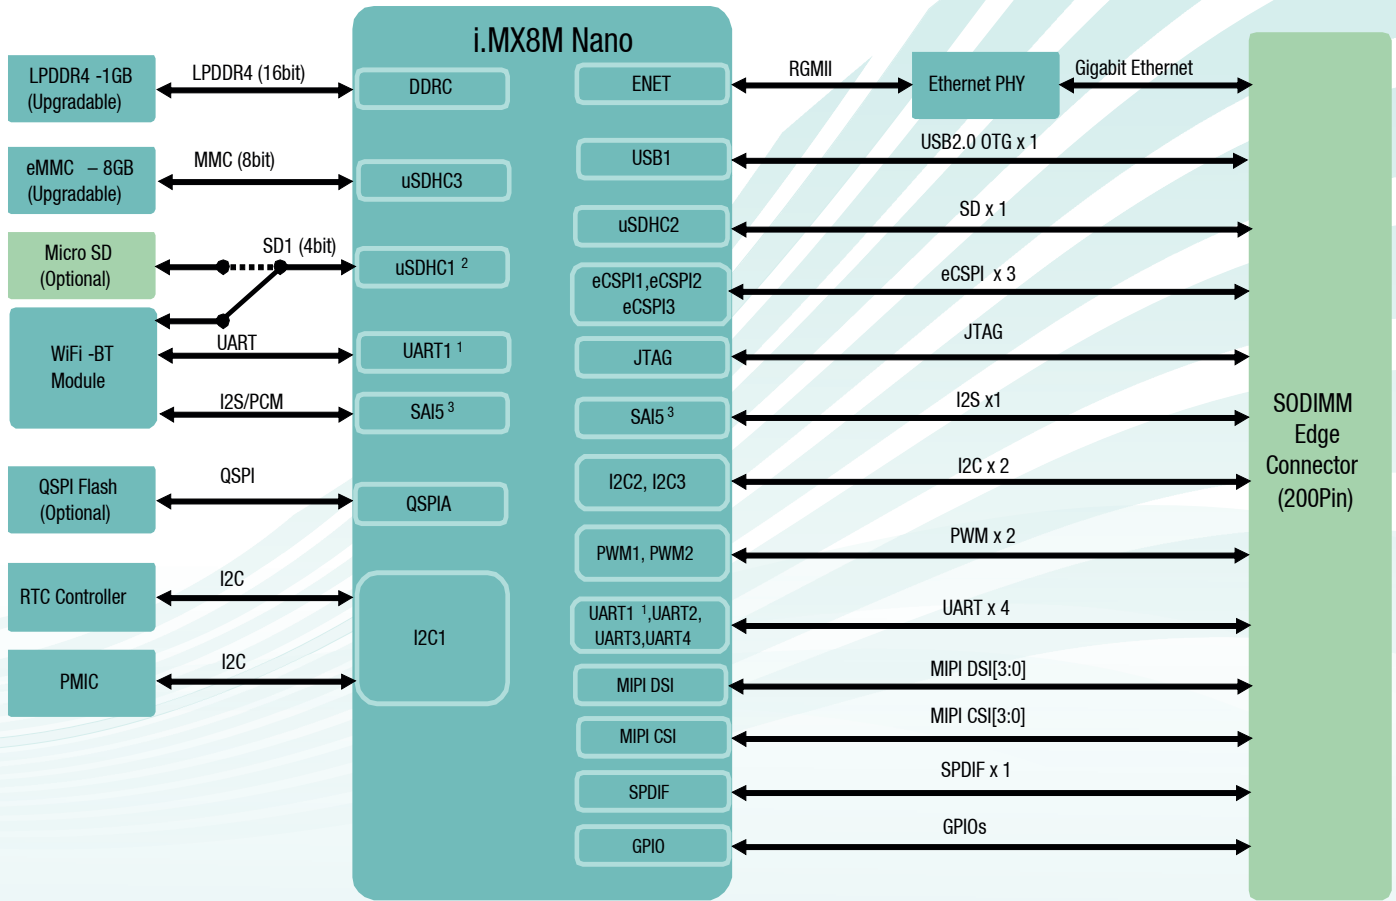 i.MX8M Nano
LPDDR4 -1GB
(Upgradable)
LPDDR4 (16bit)
DDRC
eMMC – 8GB
(Upgradable)
MMC (8bit)
uSDHC3
Micro SD
(Optional)
SD1 (4bit)
uSDHC1 2
WiFi -BT
Module
UART
UART1 1
I2S/PCM
SAI5 3
QSPI Flash
(Optional)
QSPI
QSPIA
RTC Controller
I2C
I2C1
PMIC
I2C
ENET
RGMII
Ethernet PHY
Gigabit Ethernet
USB1
USB2.0 OTG x 1
uSDHC2
SD x 1
eCSPI1,eCSPI2
eCSPI3
eCSPI x 3
JTAG
JTAG
SAI5 3
I2S x1
I2C2, I2C3
I2C x 2
PWM1, PWM2
PWM x 2
UART1 1,UART2,
UART3,UART4
UART x 4
MIPI DSI
MIPI DSI[3:0]
MIPI CSI
MIPI CSI[3:0]
SPDIF
SPDIF x 1
GPIO
GPIOs
SODIMM
Edge
Connector
(200Pin)